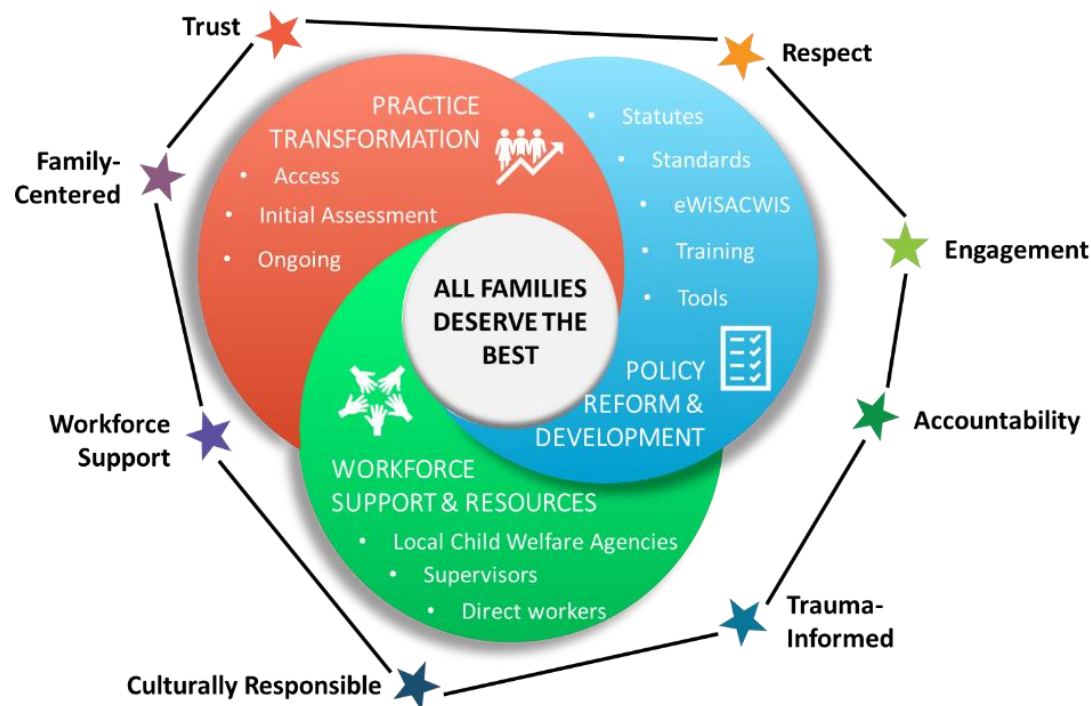 Trust
Respect
Family-
Centered
Engagement
Workforce
Support
Accountability
Trauma-
Informed
Culturally Responsible
PRACTICE
TRANSFORMATION
• Access
• Initial Assessment
• Ongoing
• Statutes
• Standards
• eWiSACWIS
• Training
• Tools
POLICY
REFORM &
DEVELOPMENT
ALL FAMILIES
DESERVE THE
BEST
WORKFORCE
SUPPORT & RESOURCES
• Local Child Welfare Agencies
• Supervisors
• Direct workers